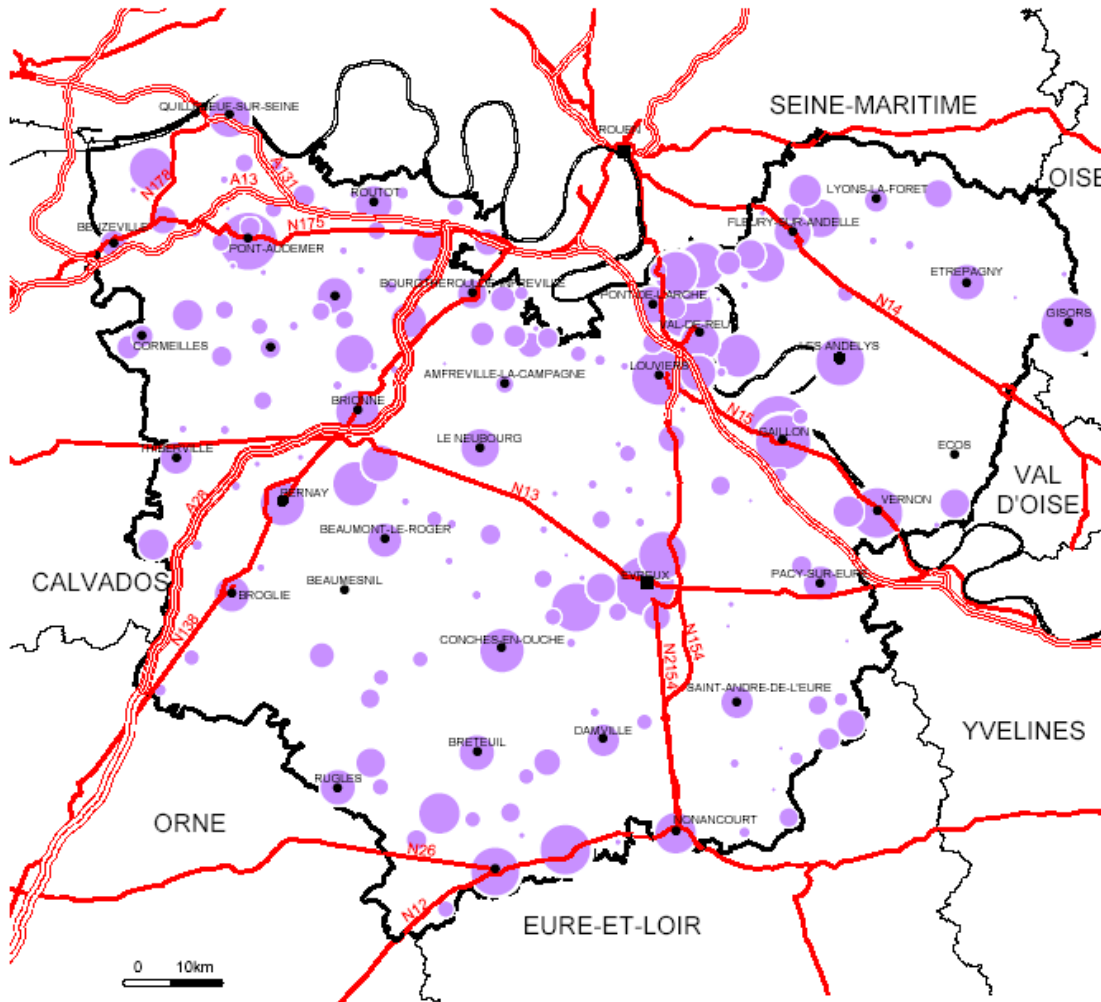 SEINE-MARITIME
QUILLEBEUF-SUR-SEINE
ROUEN
OISE
A131
N178
A13
ROUTOT
LYONS-LA-FORET
BEUZEVILLE
N175
PONT-AUDEMER
FLEURY-SUR-ANDELLE
ETREPAGNY
BOURGTHEROULDE-INFREVILLE
PONT-DE-L'ARCHE
N14
GISORS
VAL-DE-REUIL
CORMEILLES
LES ANDELYS
AMFREVILLE-LA-CAMPAGNE
LOUVIERS
BRIONNE
N15
THIBERVILLE
LE NEUBOURG
GAILLON
ECOS
VAL
D'OISE
A28
BERNAY
N13
VERNON
BEAUMONT-LE-ROGER
CALVADOS
BEAUMESNIL
EVREUX
PACY-SUR-EURE
BROGLIE
N138
CONCHES-EN-OUCHE
N154
N2154
SAINT-ANDRE-DE-L'EURE
YVELINES
DAMVILLE
BRETEUIL
RUGLES
ORNE
NONANCOURT
N26
N12
EURE-ET-LOIR
0 10km